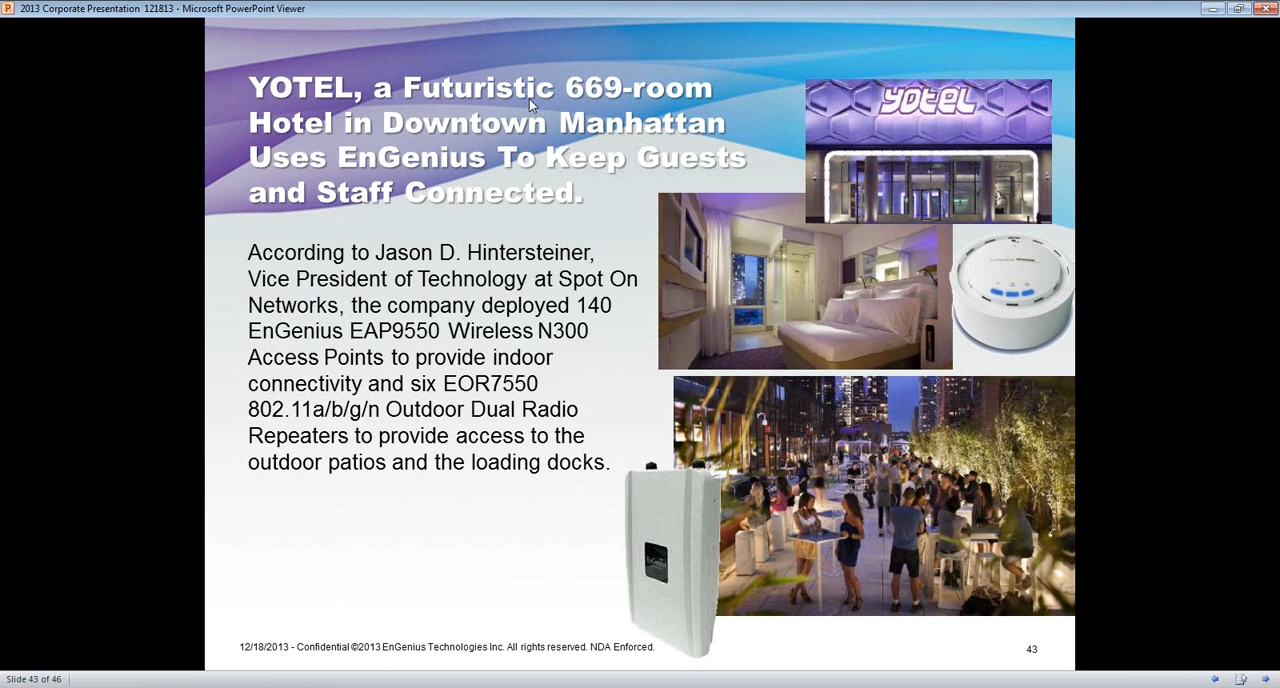 2013 Corporate Presentation 121813 - Microsoft PowerPoint Viewer
YOTEL, a Futuristic 669-room
Hotel in Downtown Manhattan
Uses EnGenius To Keep Guests
and Staff Connected.
YOTEL
According to Jason D. Hintersteiner,
Vice President of Technology at Spot On
Networks, the company deployed 140
EnGenius EAP9550 Wireless N300
Access Points to provide indoor
connectivity and six EOR7550
802.11a/b/g/n Outdoor Dual Radio
Repeaters to provide access to the
outdoor patios and the loading docks.
EnGenius
12/18/2013 - Confidential ©2013 EnGenius Technologies Inc. All rights reserved. NDA Enforced.
43
Slide 43 of 46